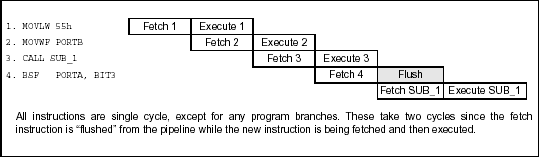 1. MOVLW 55h Fetch 1 Execute 1
2. MOVWF PORTB Fetch 2 Execute 2
3. CALL SUB_1 Fetch 3 Execute 3
4. BSF PORTA, BIT3 Fetch 4 Flush
Fetch SUB_1 Execute SUB_1
All instructions are single cycle, except for any program branches. These take two cycles since the fetch
instruction is “flushed” from the pipeline while the new instruction is being fetched and then executed.